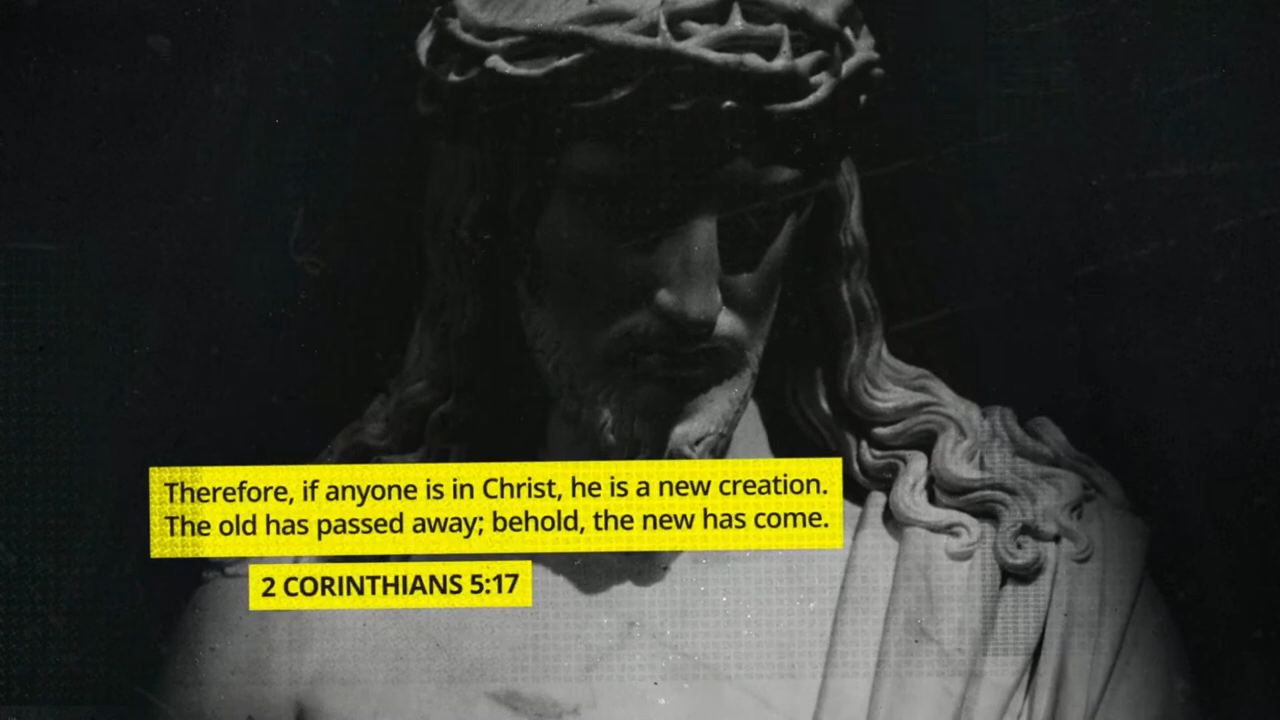 Therefore, if anyone is in Christ, he is a new creation.
The old has passed away; behold, the new has come.
2 CORINTHIANS 5:17